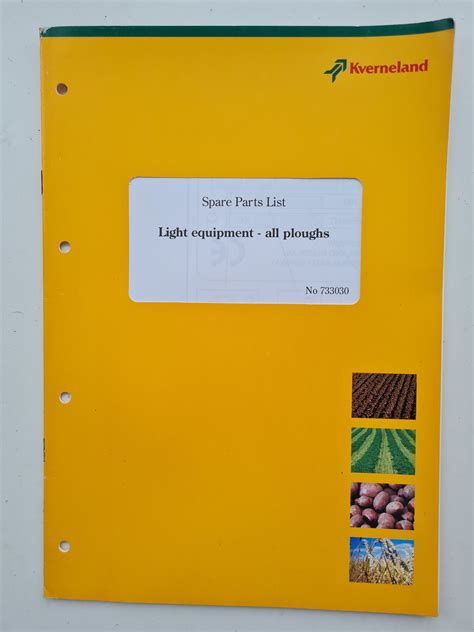 Kverneland
Spare Parts List
Light equipment - all ploughs
No 733030